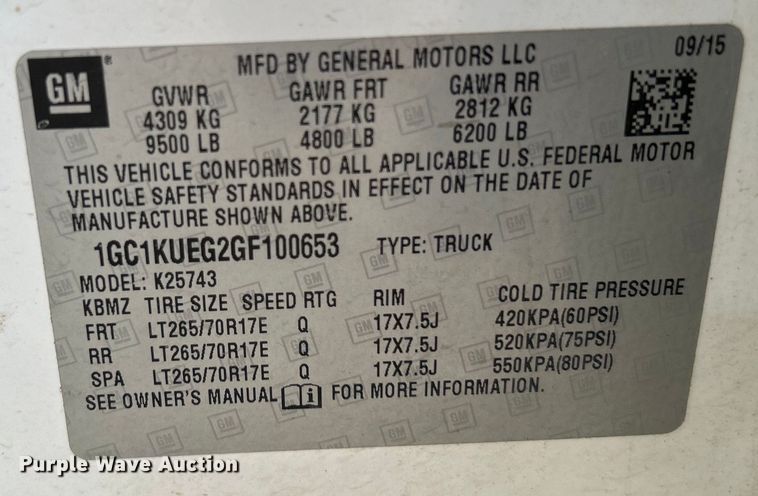 GM
MFD BY GENERAL MOTORS LLC
09/15
GVWR GAWR FRT GAWR RR
4309 KG 2177 KG 2812 KG
9500 LB 4800 LB 6200 LB
THIS VEHICLE CONFORMS TO ALL APPLICABLE U.S. FEDERAL MOTOR
VEHICLE SAFETY STANDARDS IN EFFECT ON THE DATE OF
MANUFACTURE SHOWN ABOVE.
1GC1KUEG2GF100653 TYPE: TRUCK
MODEL: K25743
KBMZ TIRE SIZE SPEED RTG RIM COLD TIRE PRESSURE
FRT LT265/70R17E Q 17X7.5J 420KPA(60PSI)
RR LT265/70R17E Q 17X7.5J 520KPA(75PSI)
SPA LT265/70R17E Q 17X7.5J 550KPA(80PSI)
SEE OWNER'S MANUAL i FOR MORE INFORMATION.
Purple Wave Auction